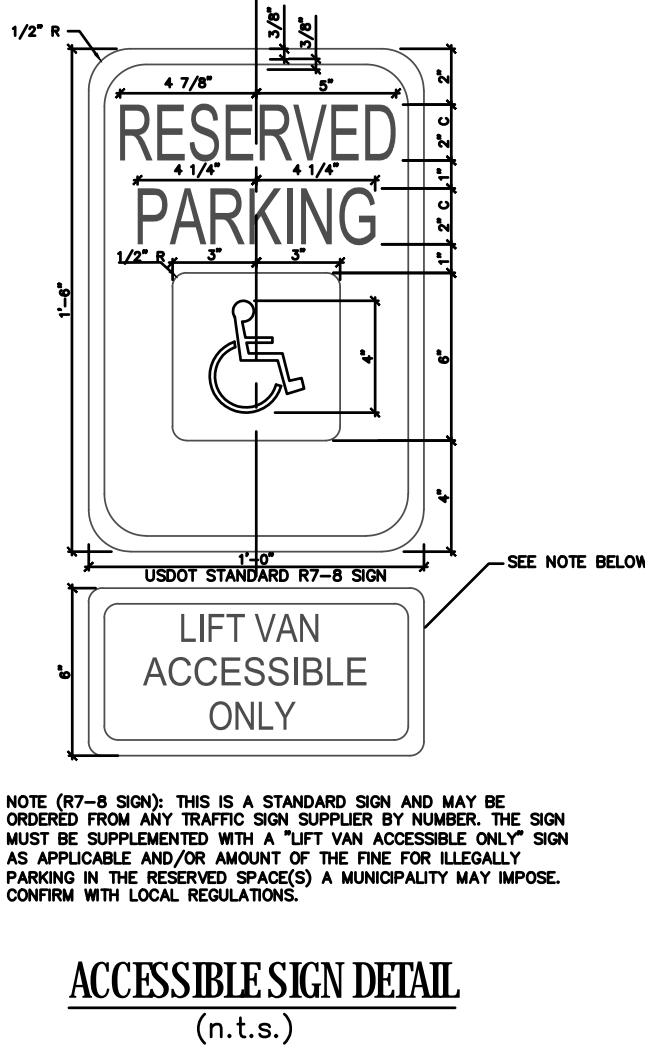 1/2" R
3/8"
3/8"
4 7/8"
5"
2"
RESERVED
2" C
4 1/4"
4 1/4"
1"
PARKING
2" C
1/2" R
3"
3"
1"
1'-6"
4"
6"
4"
1'-0"
USDOT STANDARD R7-8 SIGN
SEE NOTE BELOW
LIFT VAN
ACCESSIBLE
ONLY
6"
NOTE (R7-8 SIGN): THIS IS A STANDARD SIGN AND MAY BE
ORDERED FROM ANY TRAFFIC SIGN SUPPLIER BY NUMBER. THE SIGN
MUST BE SUPPLEMENTED WITH A "LIFT VAN ACCESSIBLE ONLY" SIGN
AS APPLICABLE AND/OR AMOUNT OF THE FINE FOR ILLEGALLY
PARKING IN THE RESERVED SPACE(S) A MUNICIPALITY MAY IMPOSE.
CONFIRM WITH LOCAL REGULATIONS.
ACCESSIBLE SIGN DETAIL
(n.t.s.)